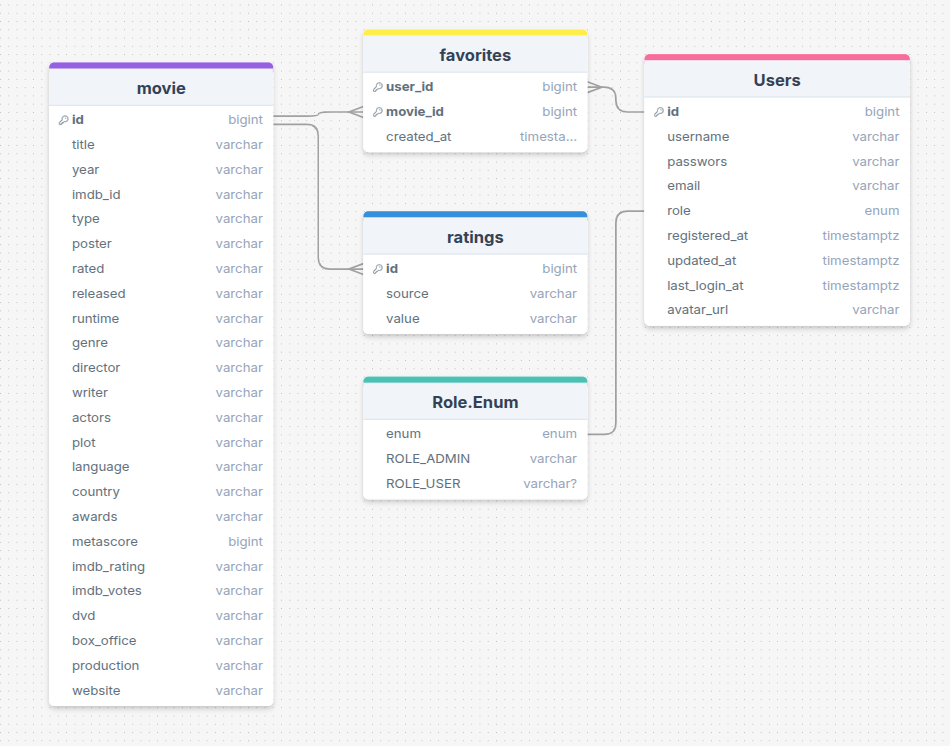 movie
id bigint
title varchar
year varchar
imdb_id varchar
type varchar
poster varchar
rated varchar
released varchar
runtime varchar
genre varchar
director varchar
writer varchar
actors varchar
plot varchar
language varchar
country varchar
awards varchar
metascore bigint
imdb_rating varchar
imdb_votes varchar
dvd varchar
box_office varchar
production varchar
website varchar
favorites
user_id bigint
movie_id bigint
created_at timesta...
ratings
id bigint
source varchar
value varchar
Role.Enum
enum enum
ROLE_ADMIN varchar
ROLE_USER varchar?
Users
id bigint
username varchar
passwors varchar
email varchar
role enum
registered_at timestamptz
updated_at timestamptz
last_login_at timestamptz
avatar_url varchar